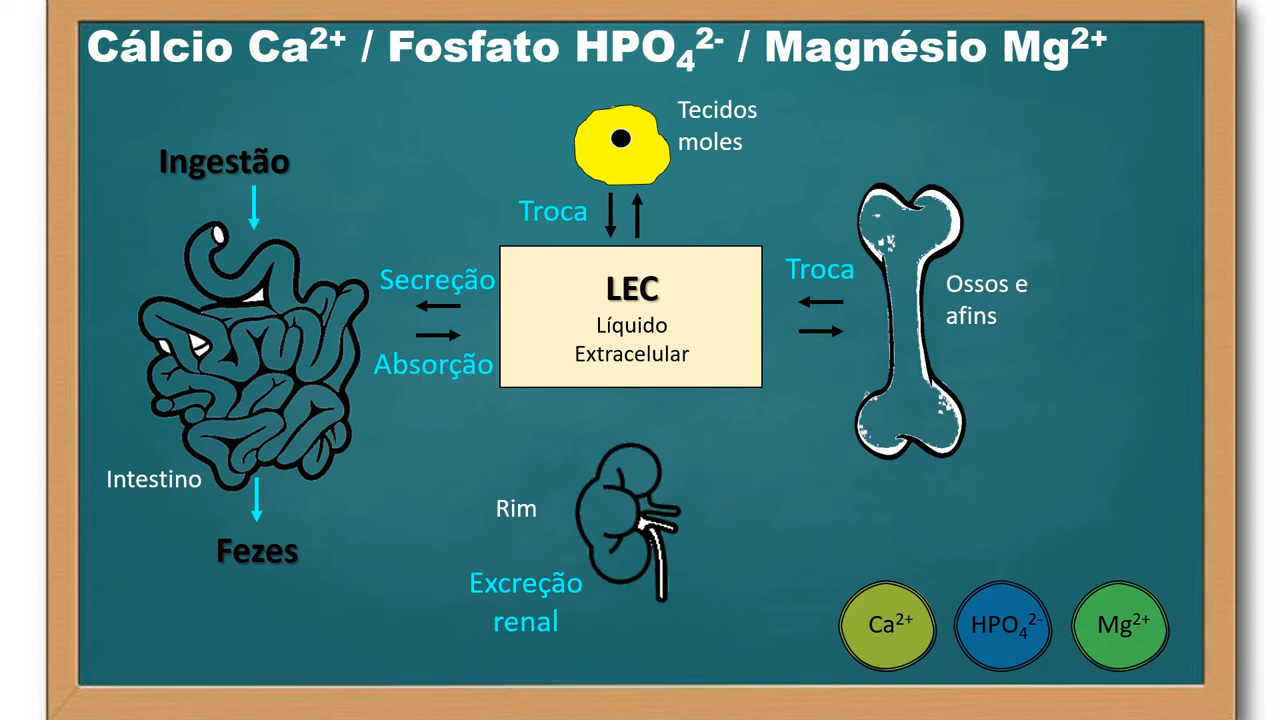 Cálcio Ca²⁺ / Fosfato HPO₄²⁻ / Magnésio Mg²⁺
Tecidos
moles
Ingestão
Troca
Secreção
LEC
Líquido
Extracelular
Troca
Ossos e
afins
Absorção
Intestino
Rim
Fezes
Excreção
renal
Ca²⁺
HPO₄²⁻
Mg²⁺